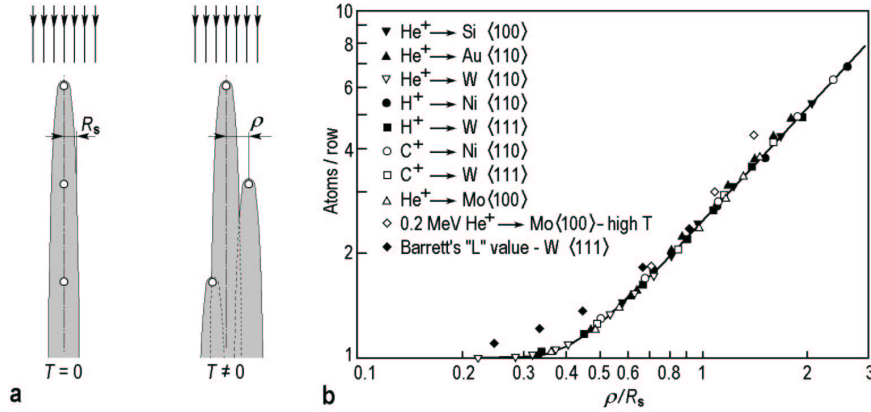 a
R_s
ρ
T = 0
T ≠ 0
b
Atoms / row
10
8
6
4
2
1
▼ He⁺ → Si ⟨100⟩
▲ He⁺ → Au ⟨110⟩
▽ He⁺ → W ⟨110⟩
● H⁺ → Ni ⟨110⟩
■ H⁺ → W ⟨111⟩
○ C⁺ → Ni ⟨110⟩
□ C⁺ → W ⟨111⟩
△ He⁺ → Mo⟨100⟩
◇ 0.2 MeV He⁺ → Mo⟨100⟩ – high T
◆ Barrett's "L" value - W ⟨111⟩
0.1 0.2 0.3 0.4 0.5 0.6 0.8 1 2 3
ρ/R_s